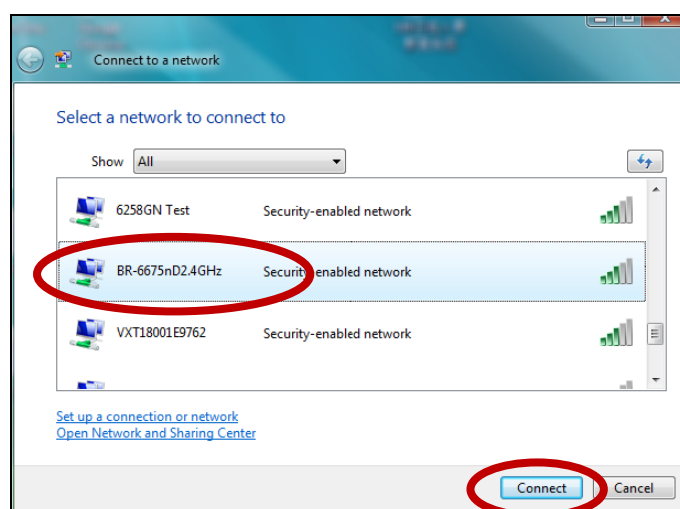 Connect to a network
Select a network to connect to
Show All
6258GN Test Security-enabled network
BR-6675nD2.4GHz Security-enabled network
VXT18001E9762 Security-enabled network
Set up a connection or network
Open Network and Sharing Center
Connect Cancel